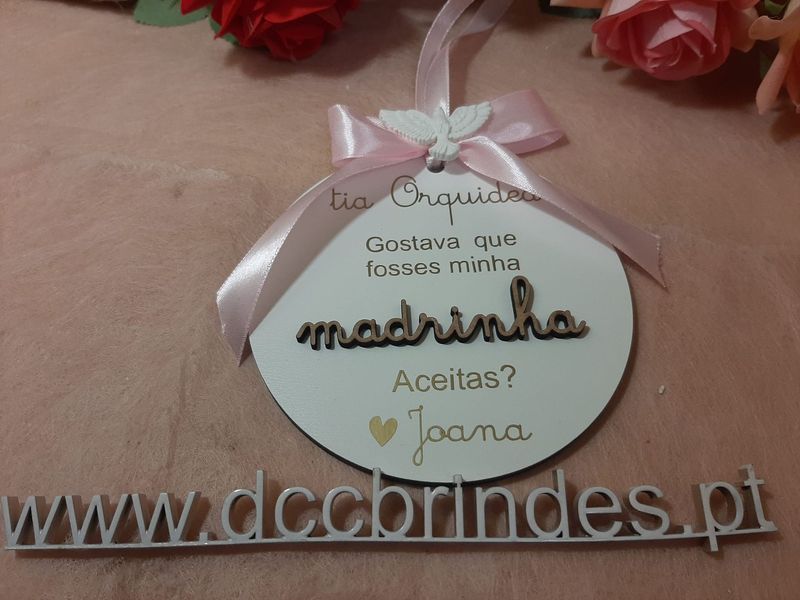 tia Orquidea
Gostava que
fosses minha
madrinha
Aceitas?
Joana
www.dccbrindes.pt